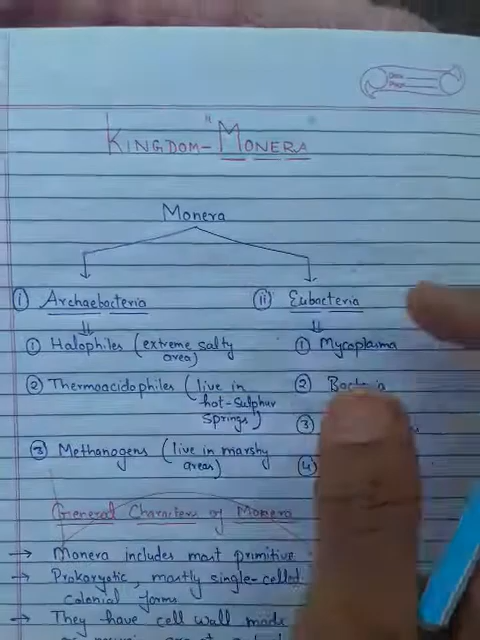 KINGDOM- "MONERA
Monera
(i) Archaebacteria
(ii) Eubacteria
① Halophiles (extreme salty area)
① Mycoplasma
② Thermoacidophiles (live in hot-Sulphur Springs)
②
③
③ Methanogens (live in marshy areas)
④
General Characters of Monera
→ Monera includes most primitive
→ Prokaryotic, mostly single-celled
colonial forms
→ They have cell wall made